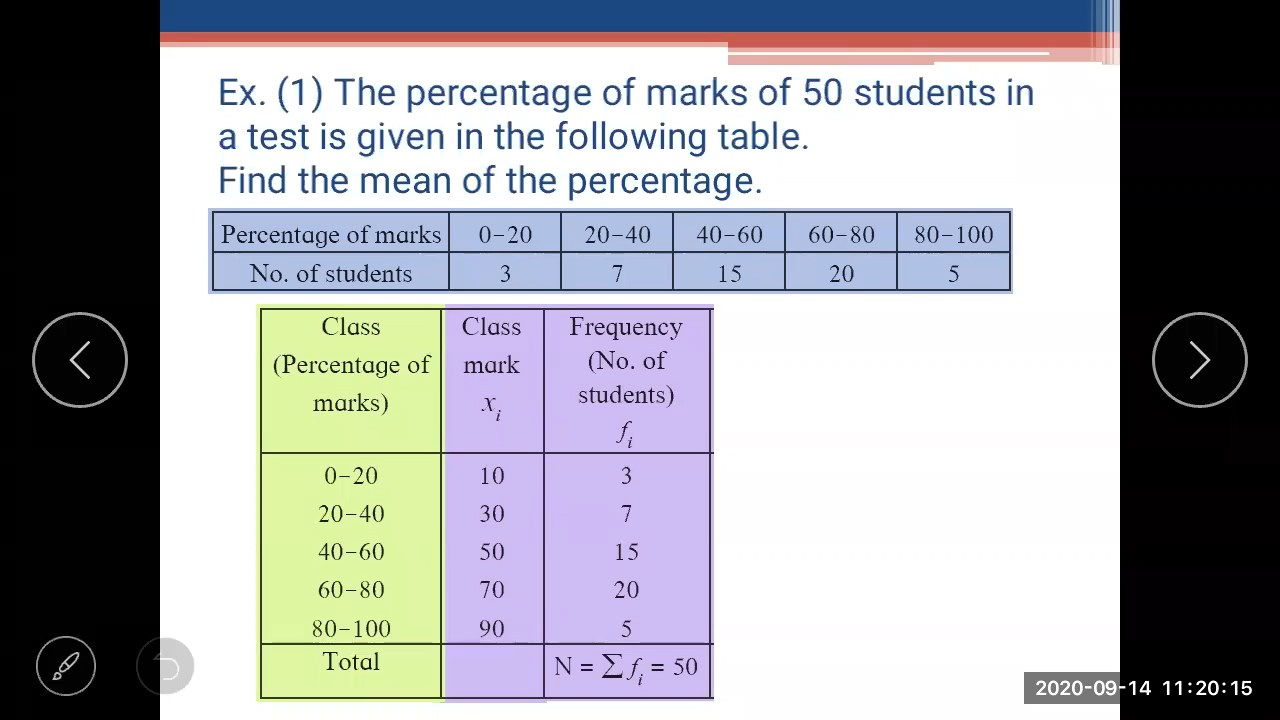 Ex. (1) The percentage of marks of 50 students in
a test is given in the following table.
Find the mean of the percentage.
Percentage of marks 0-20 20-40 40-60 60-80 80-100
No. of students 3 7 15 20 5
Class Class Frequency
(Percentage of mark (No. of
marks) xᵢ students)
fᵢ
0-20 10 3
20-40 30 7
40-60 50 15
60-80 70 20
80-100 90 5
Total N = ∑ fᵢ = 50
2020-09-14 11:20:15